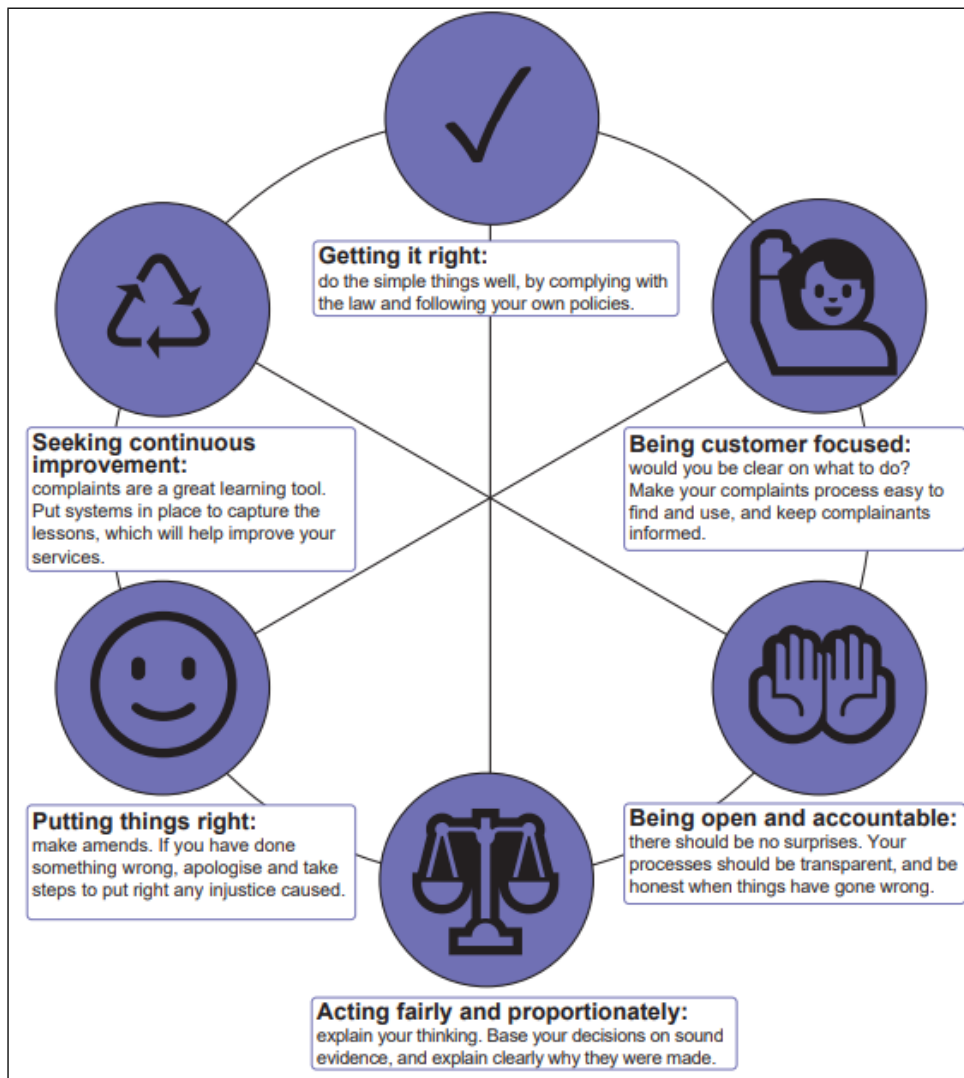 Getting it right:
do the simple things well, by complying with
the law and following your own policies.
Being customer focused:
would you be clear on what to do?
Make your complaints process easy to
find and use, and keep complainants
informed.
Being open and accountable:
there should be no surprises. Your
processes should be transparent, and be
honest when things have gone wrong.
Acting fairly and proportionately:
explain your thinking. Base your decisions on sound
evidence, and explain clearly why they were made.
Putting things right:
make amends. If you have done
something wrong, apologise and take
steps to put right any injustice caused.
Seeking continuous
improvement:
complaints are a great learning tool.
Put systems in place to capture the
lessons, which will help improve your
services.